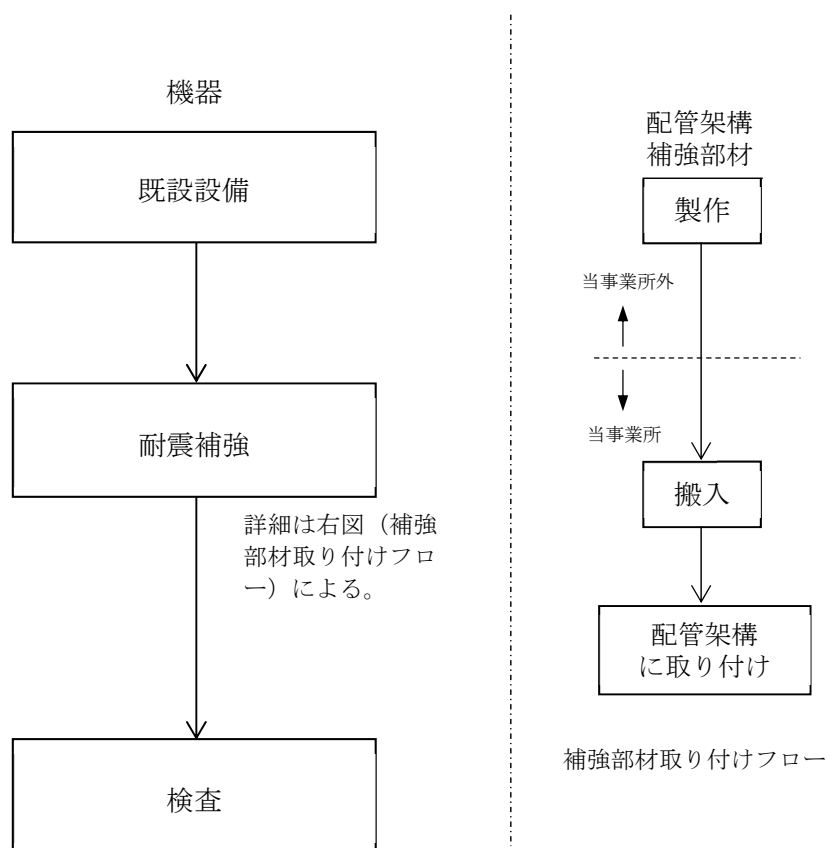 機器
既設設備
耐震補強
詳細は右図（補強
部材取り付けフロ
ー）による。
検査
配管架構
補強部材
製作
当事業所外
当事業所
搬入
配管架構
に取り付け
補強部材取り付けフロー